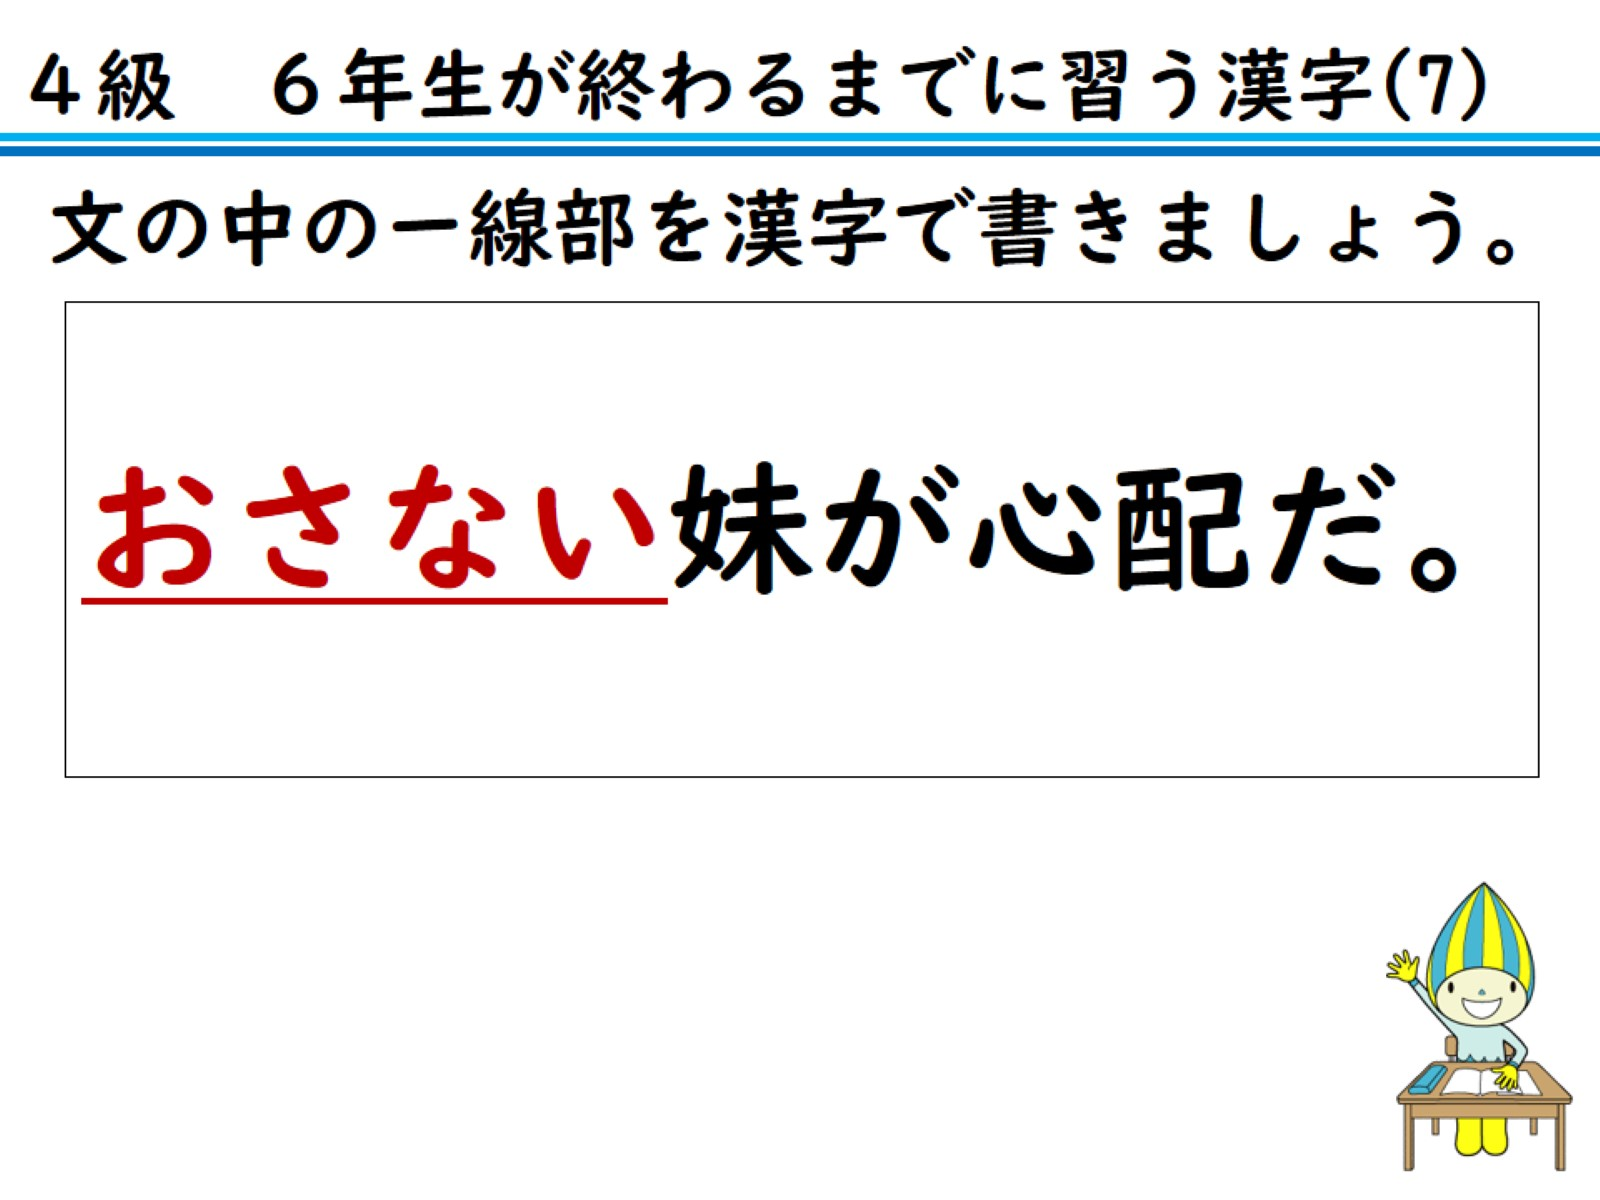 ４級　６年生が終わるまでに習う漢字(7)
文の中の一線部を漢字で書きましょう。
おさない妹が心配だ。